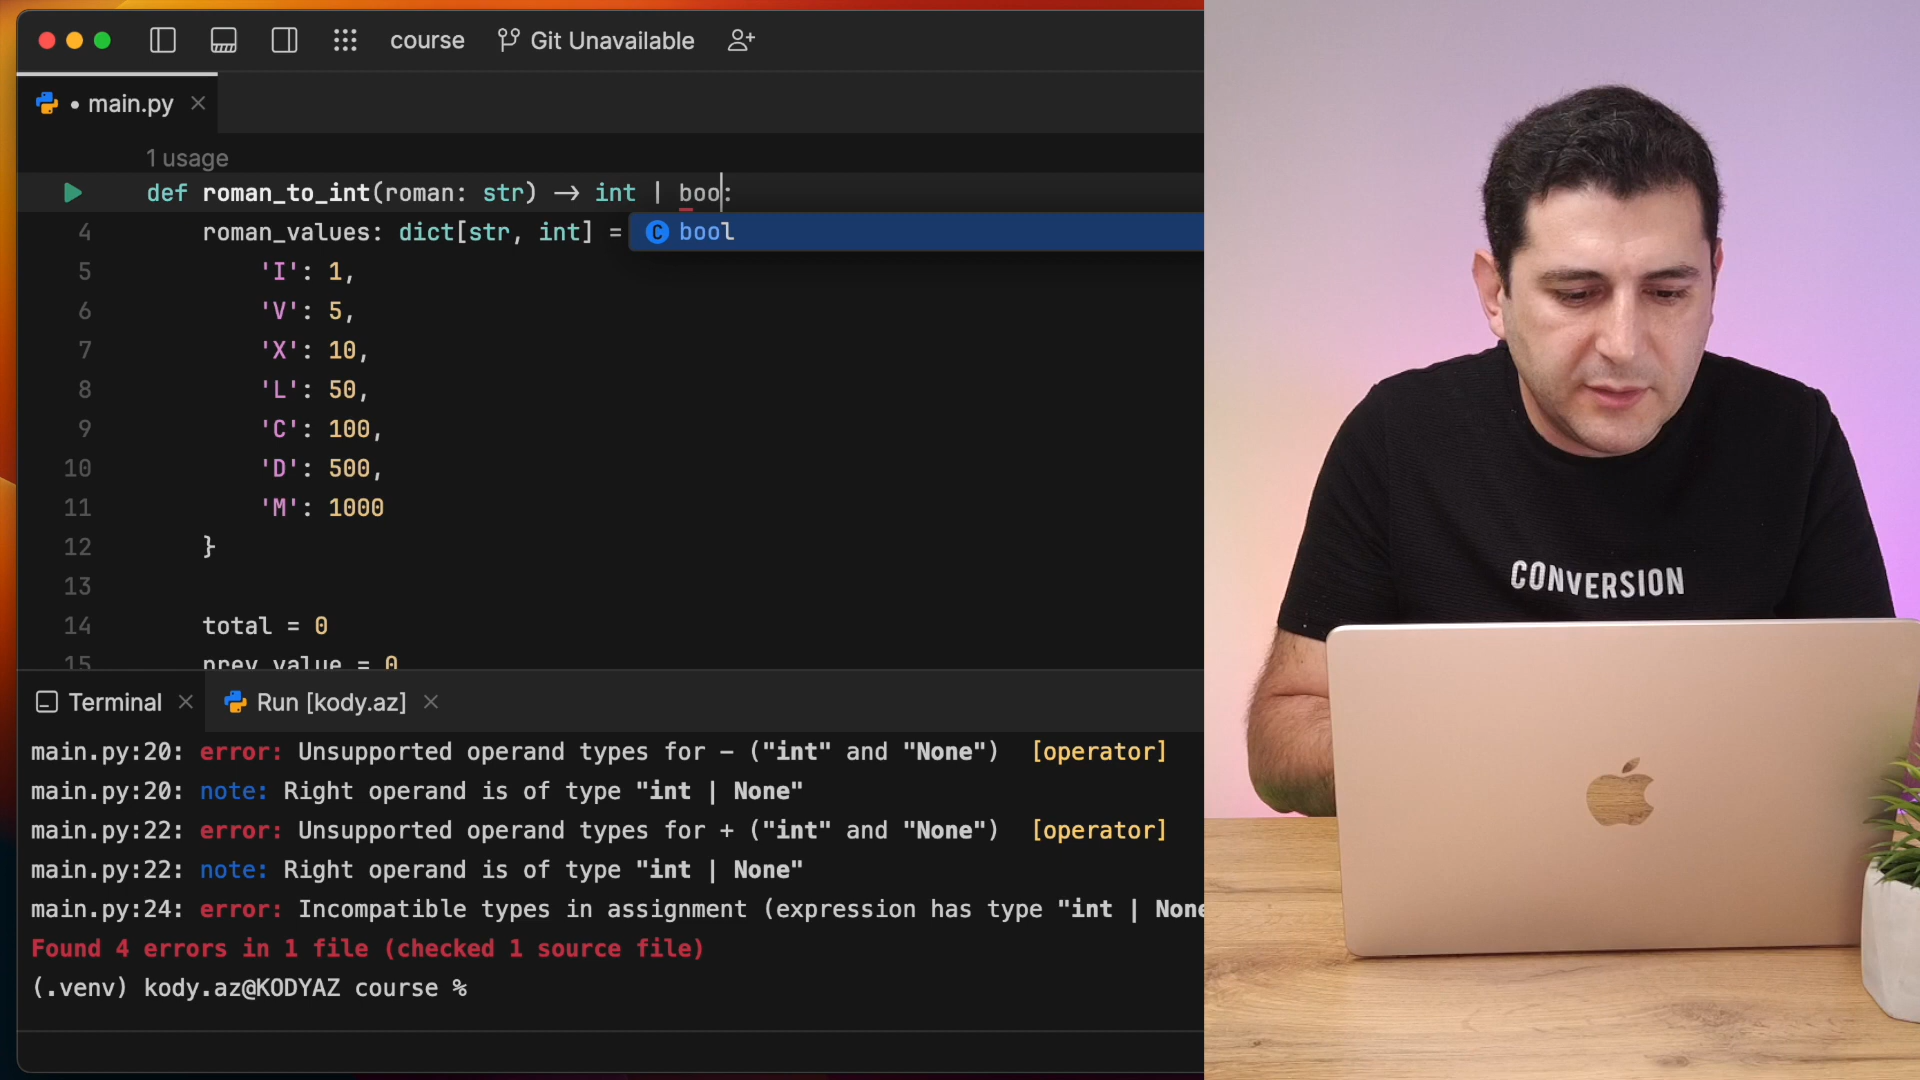 course
Git Unavailable
main.py
1 usage
def roman_to_int(roman: str) -> int | boo:
bool
4 roman_values: dict[str, int] =
5 'I': 1,
6 'V': 5,
7 'X': 10,
8 'L': 50,
9 'C': 100,
10 'D': 500,
11 'M': 1000
12 }
13
14 total = 0
15 prev_value = 0
Terminal
Run [kody.az]
main.py:20: error: Unsupported operand types for - ("int" and "None") [operator]
main.py:20: note: Right operand is of type "int | None"
main.py:22: error: Unsupported operand types for + ("int" and "None") [operator]
main.py:22: note: Right operand is of type "int | None"
main.py:24: error: Incompatible types in assignment (expression has type "int | None
Found 4 errors in 1 file (checked 1 source file)
(.venv) kody.az@KODYAZ course %
CONVERSION